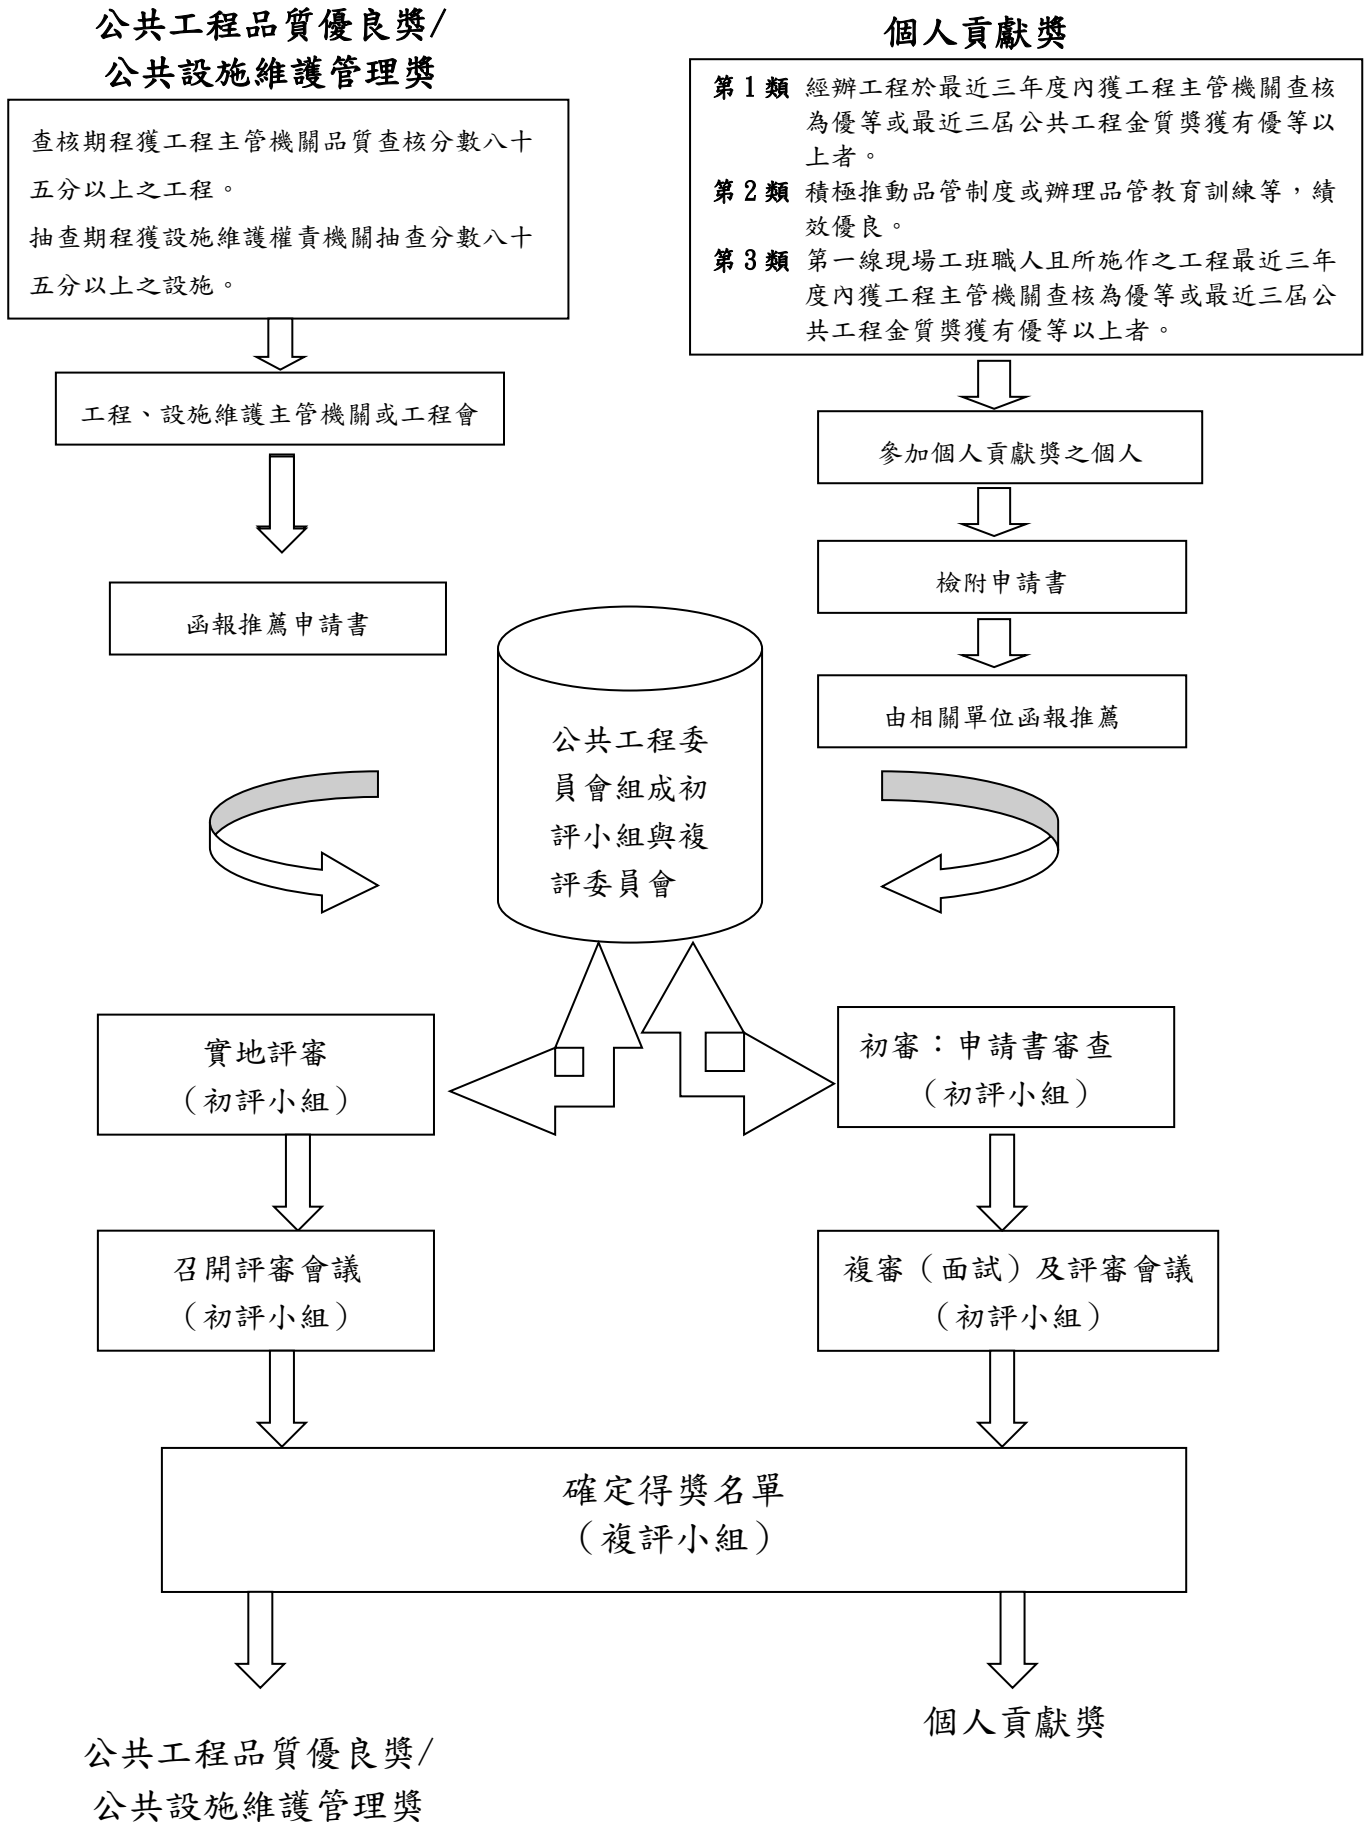 公共工程品質優良獎/
公共設施維護管理獎
查核期程獲工程主管機關品質查核分數八十
五分以上之工程。
抽查期程獲設施維護權責機關抽查分數八十
五分以上之設施。
工程、設施維護主管機關或工程會
函報推薦申請書
個人貢獻獎
第1類 經辦工程於最近三年度內獲工程主管機關查核
為優等或最近三屆公共工程金質獎獲有優等以
上者。
第2類 積極推動品管制度或辦理品管教育訓練等，績
效優良。
第3類 第一線現場工班職人且所施作之工程最近三年
度內獲工程主管機關查核為優等或最近三屆公
共工程金質獎獲有優等以上者。
參加個人貢獻獎之個人
檢附申請書
由相關單位函報推薦
公共工程委
員會組成初
評小組與複
評委員會
實地評審
（初評小組）
召開評審會議
（初評小組）
初審：申請書審查
（初評小組）
複審（面試）及評審會議
（初評小組）
確定得獎名單
（複評小組）
公共工程品質優良獎/
公共設施維護管理獎
個人貢獻獎